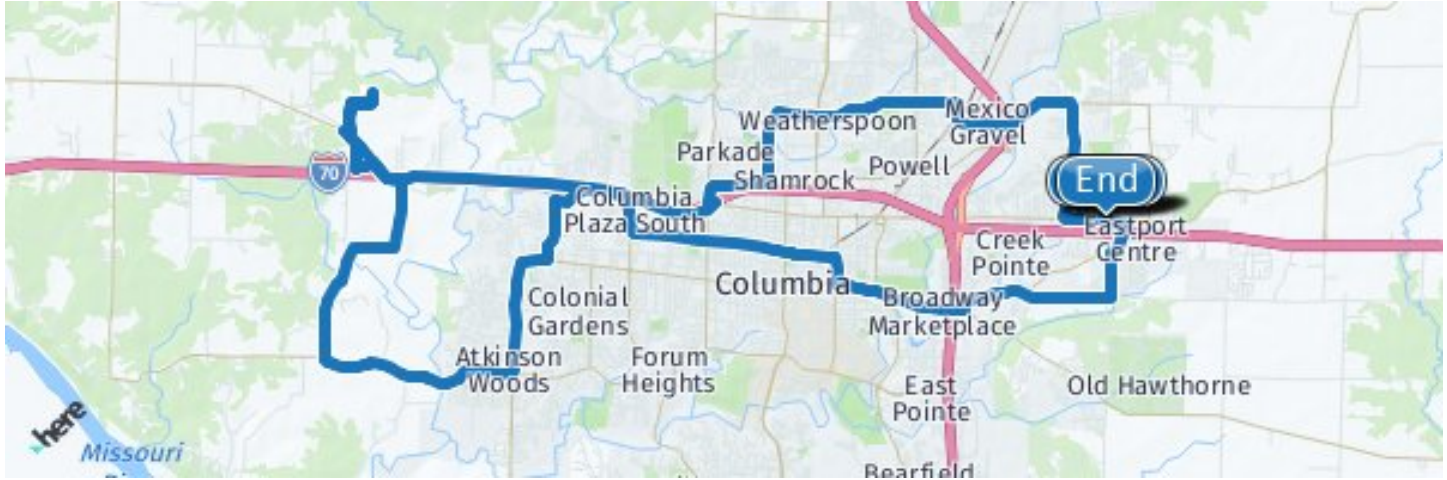 Weatherspoon
Mexico
Gravel
Parkade
Powell
Shamrock
70
End
Columbia
Plaza South
Eastport
Centre
Creek
Pointe
Columbia
Colonial
Gardens
Broadway
Marketplace
Atkinson
Woods
Forum
Heights
East
Pointe
Old Hawthorne
here
Missouri
Bearfield